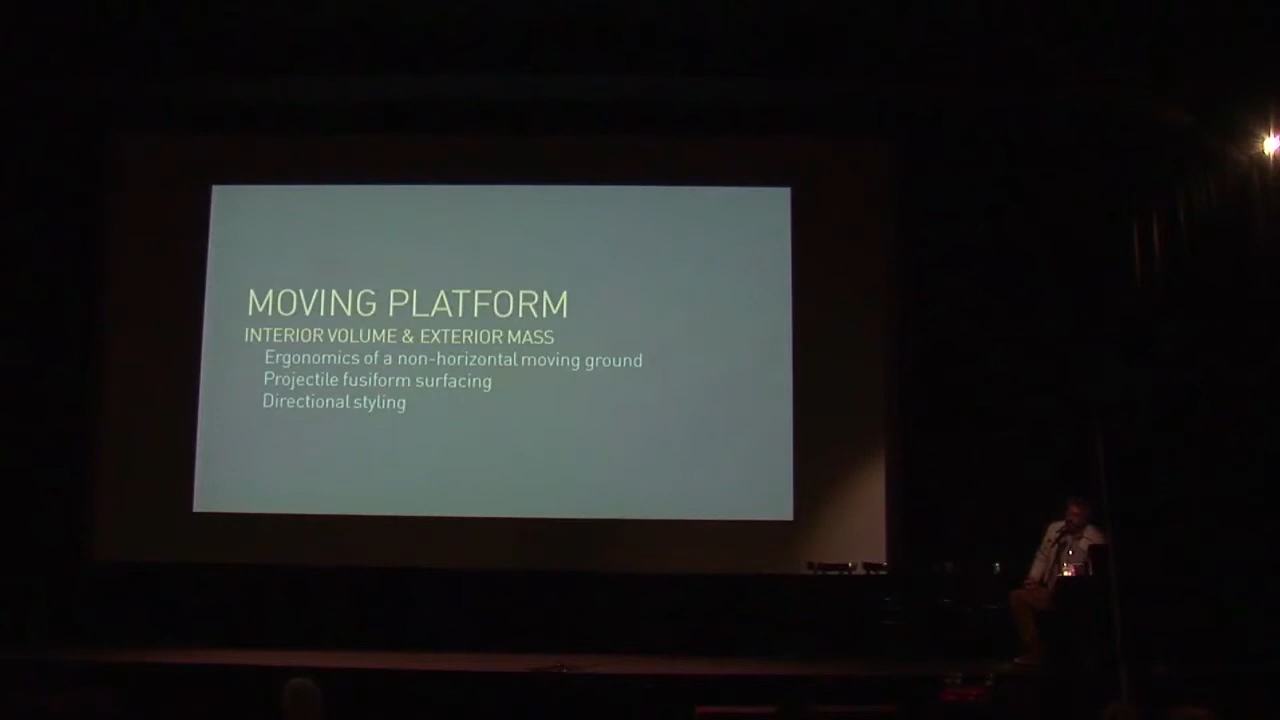 MOVING PLATFORM
INTERIOR VOLUME & EXTERIOR MASS
Ergonomics of a non-horizontal moving ground
Projectile fusiform surfacing
Directional styling